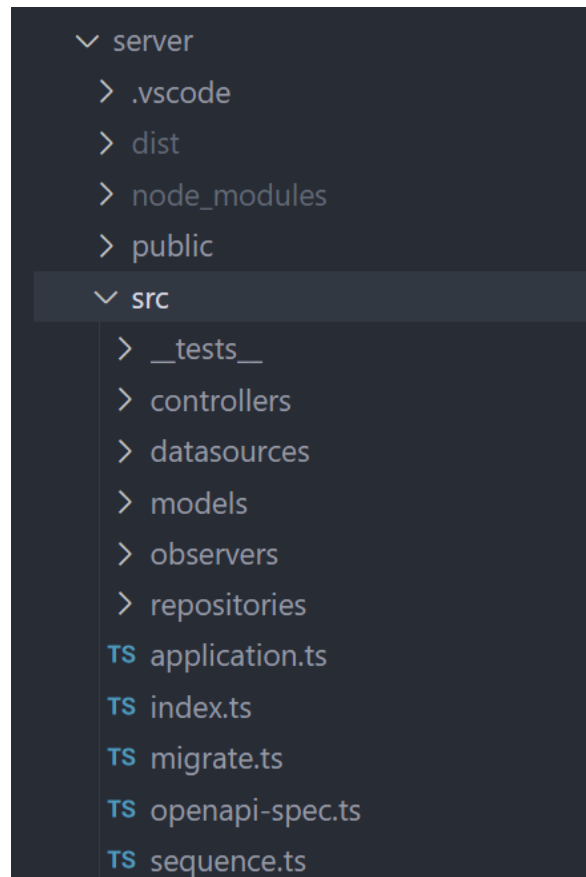 server
.vscode
dist
node_modules
public
src
__tests__
controllers
datasources
models
observers
repositories
TS application.ts
TS index.ts
TS migrate.ts
TS openapi-spec.ts
TS sequence.ts